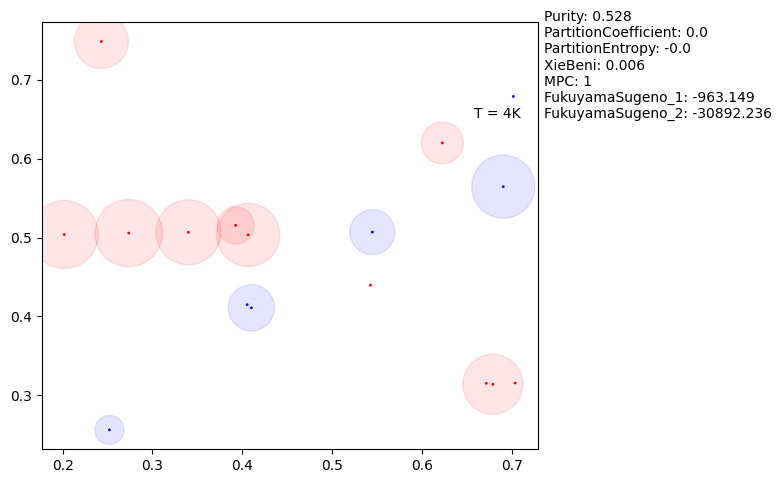 Purity: 0.528
PartitionCoefficient: 0.0
PartitionEntropy: -0.0
XieBeni: 0.006
MPC: 1
FukuyamaSugeno_1: -963.149
FukuyamaSugeno_2: -30892.236
T = 4K
0.7
0.6
0.5
0.4
0.3
0.2 0.3 0.4 0.5 0.6 0.7